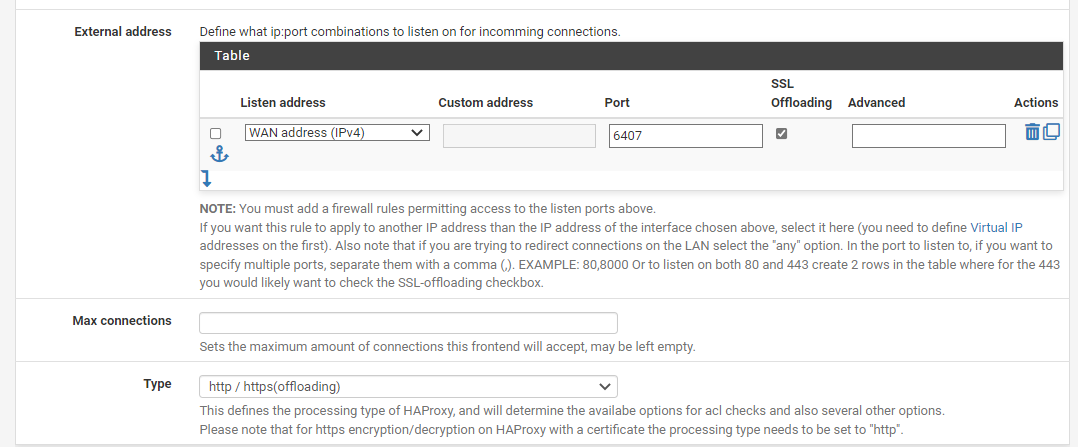 External address
Define what ip:port combinations to listen on for incomming connections.
Table
SSL
Listen address Custom address Port Offloading Advanced Actions
WAN address (IPv4) 6407
NOTE: You must add a firewall rules permitting access to the listen ports above.
If you want this rule to apply to another IP address than the IP address of the interface chosen above, select it here (you need to define Virtual IP
addresses on the first). Also note that if you are trying to redirect connections on the LAN select the "any" option. In the port to listen to, if you want to
specify multiple ports, separate them with a comma (,). EXAMPLE: 80,8000 Or to listen on both 80 and 443 create 2 rows in the table where for the 443
you would likely want to check the SSL-offloading checkbox.
Max connections
Sets the maximum amount of connections this frontend will accept, may be left empty.
Type
http / https(offloading)
This defines the processing type of HAProxy, and will determine the availabe options for acl checks and also several other options.
Please note that for https encryption/decryption on HAProxy with a certificate the processing type needs to be set to "http".